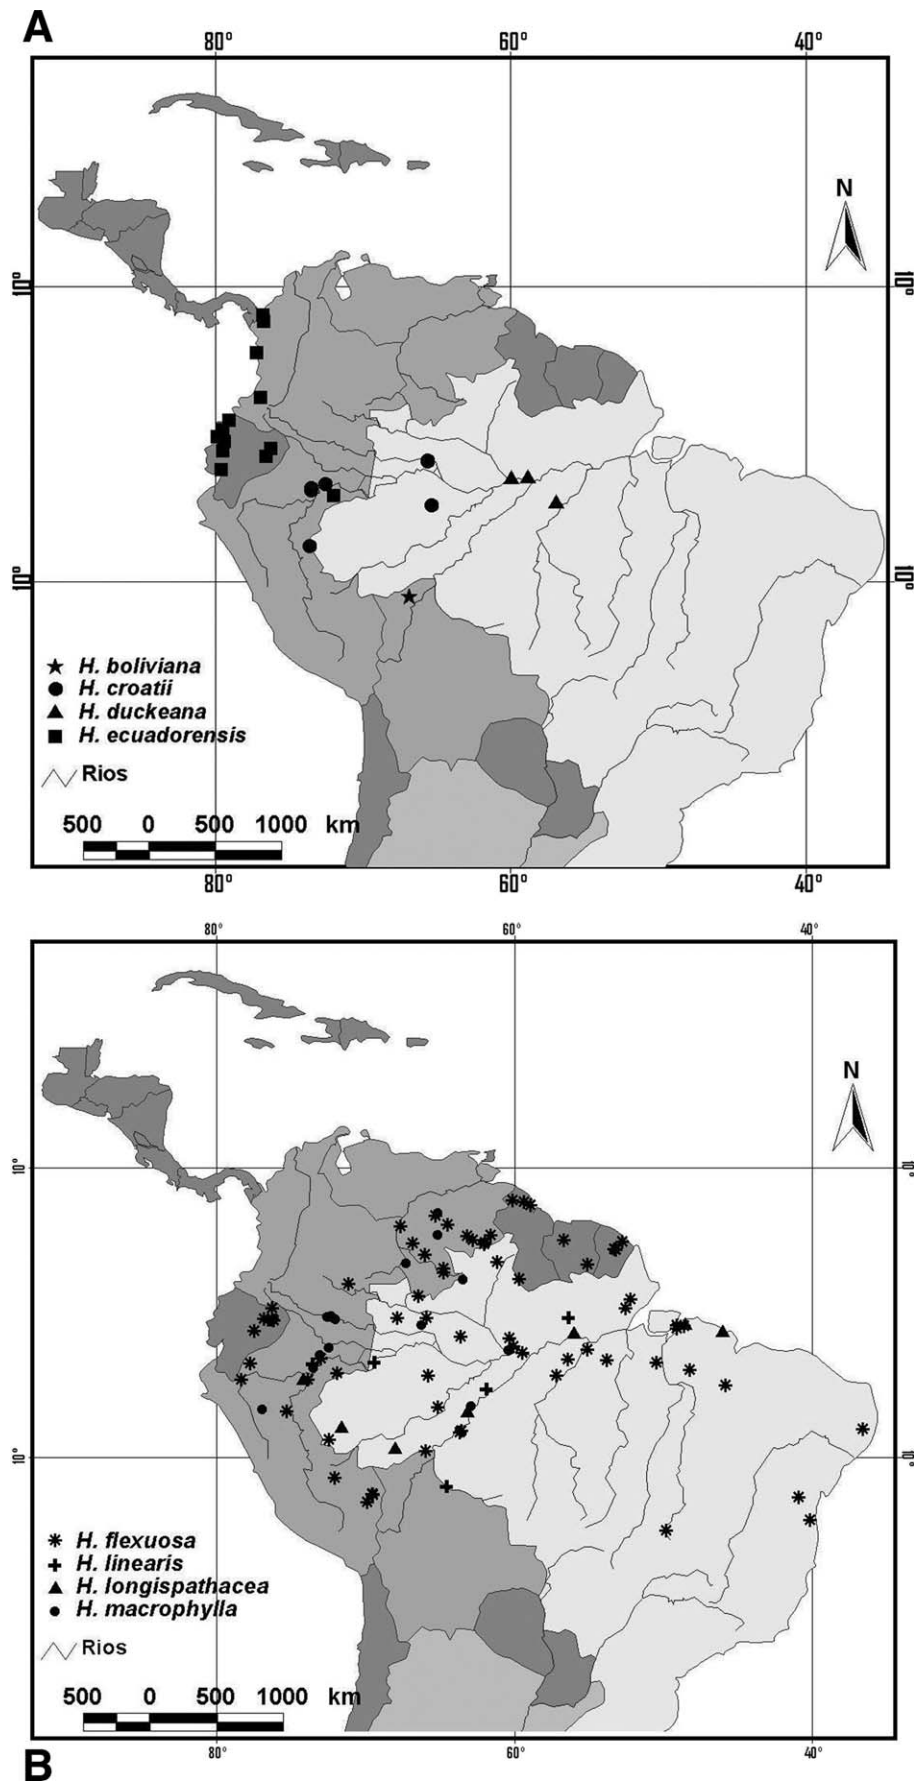 A
80° 60° 40°
N
10° 10°
10° 10°
H. boliviana
H. croatii
H. duckeana
H. ecuadorensis
Rios
500 0 500 1000 km
80° 60° 40°
80° 60° 40°
N
10° 10°
10° 10°
H. flexuosa
H. linearis
H. longispathacea
H. macrophylla
Rios
500 0 500 1000 km
60° 40°
B